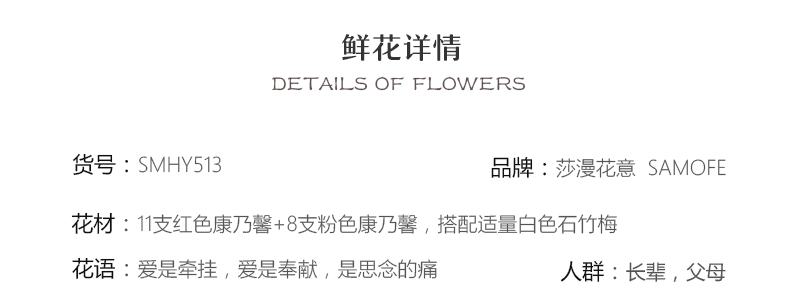 鲜花详情
DETAILS OF FLOWERS
货号：SMHY513 品牌：莎漫花意 SAMOFE
花材：11支红色康乃馨+8支粉色康乃馨，搭配适量白色石竹梅
花语：爱是牵挂，爱是奉献，是思念的痛 人群：长辈，父母